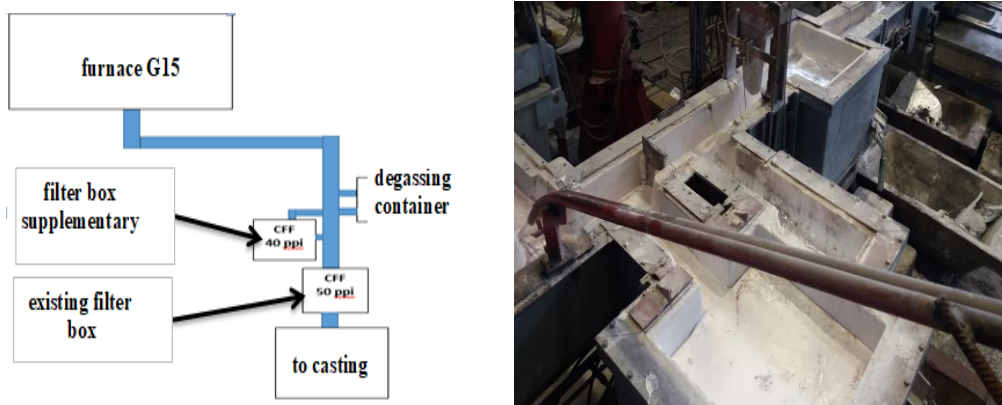 furnace G15
filter box
supplementary
degassing
container
CFF
40 ppi
existing filter
box
CFF
50 ppi
to casting